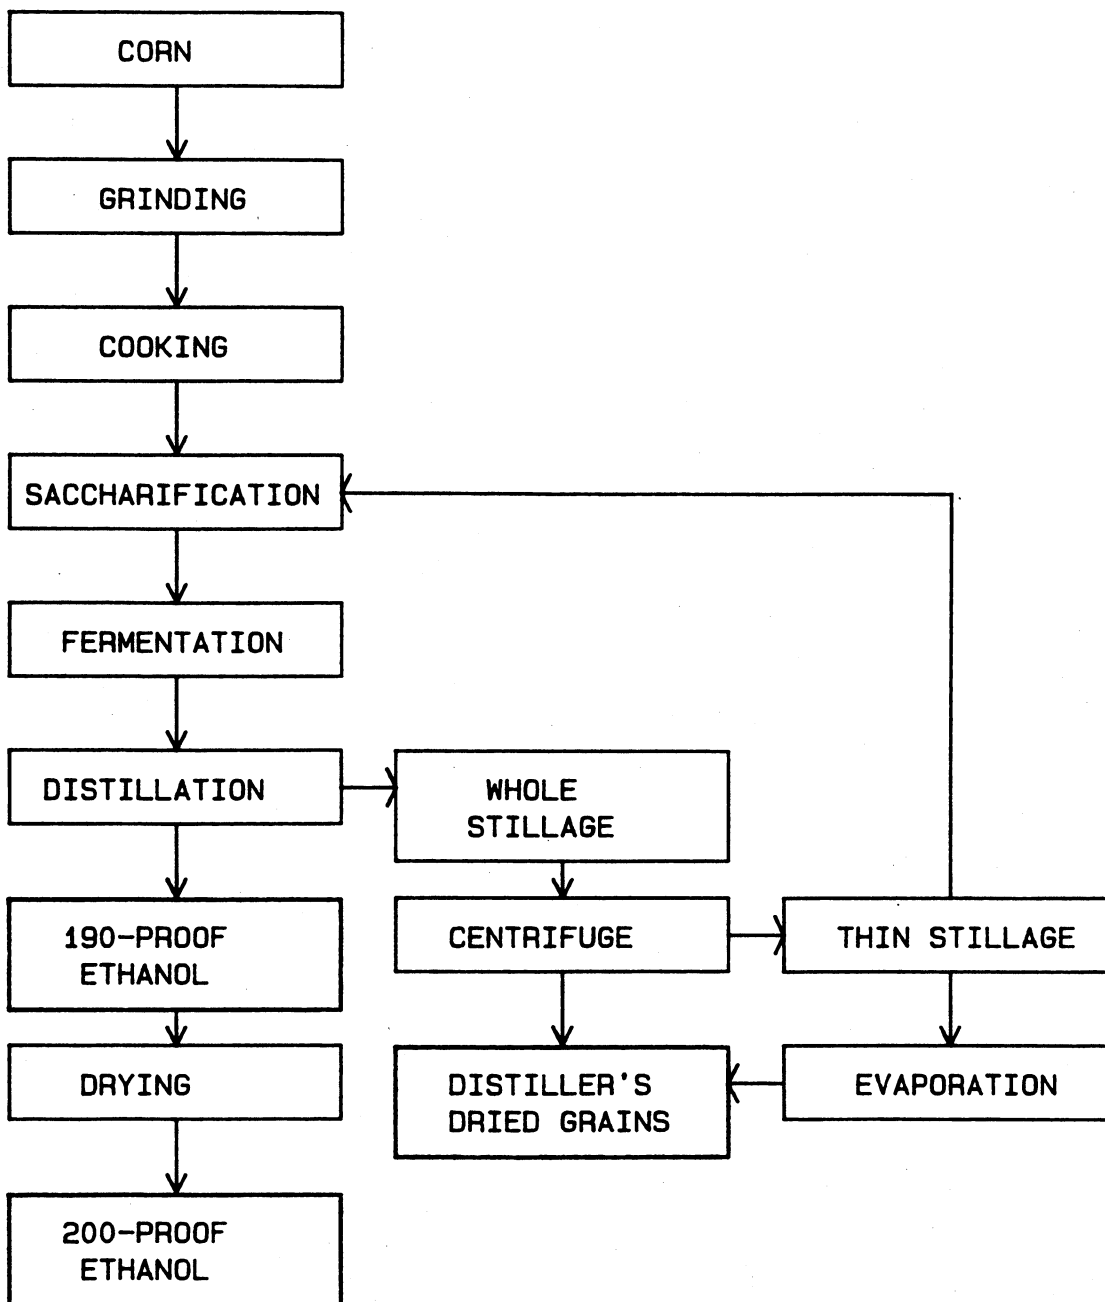 CORN
GRINDING
COOKING
SACCHARIFICATION
FERMENTATION
DISTILLATION
WHOLE
STILLAGE
190-PROOF
ETHANOL
CENTRIFUGE
THIN STILLAGE
DRYING
DISTILLER'S
DRIED GRAINS
EVAPORATION
200-PROOF
ETHANOL